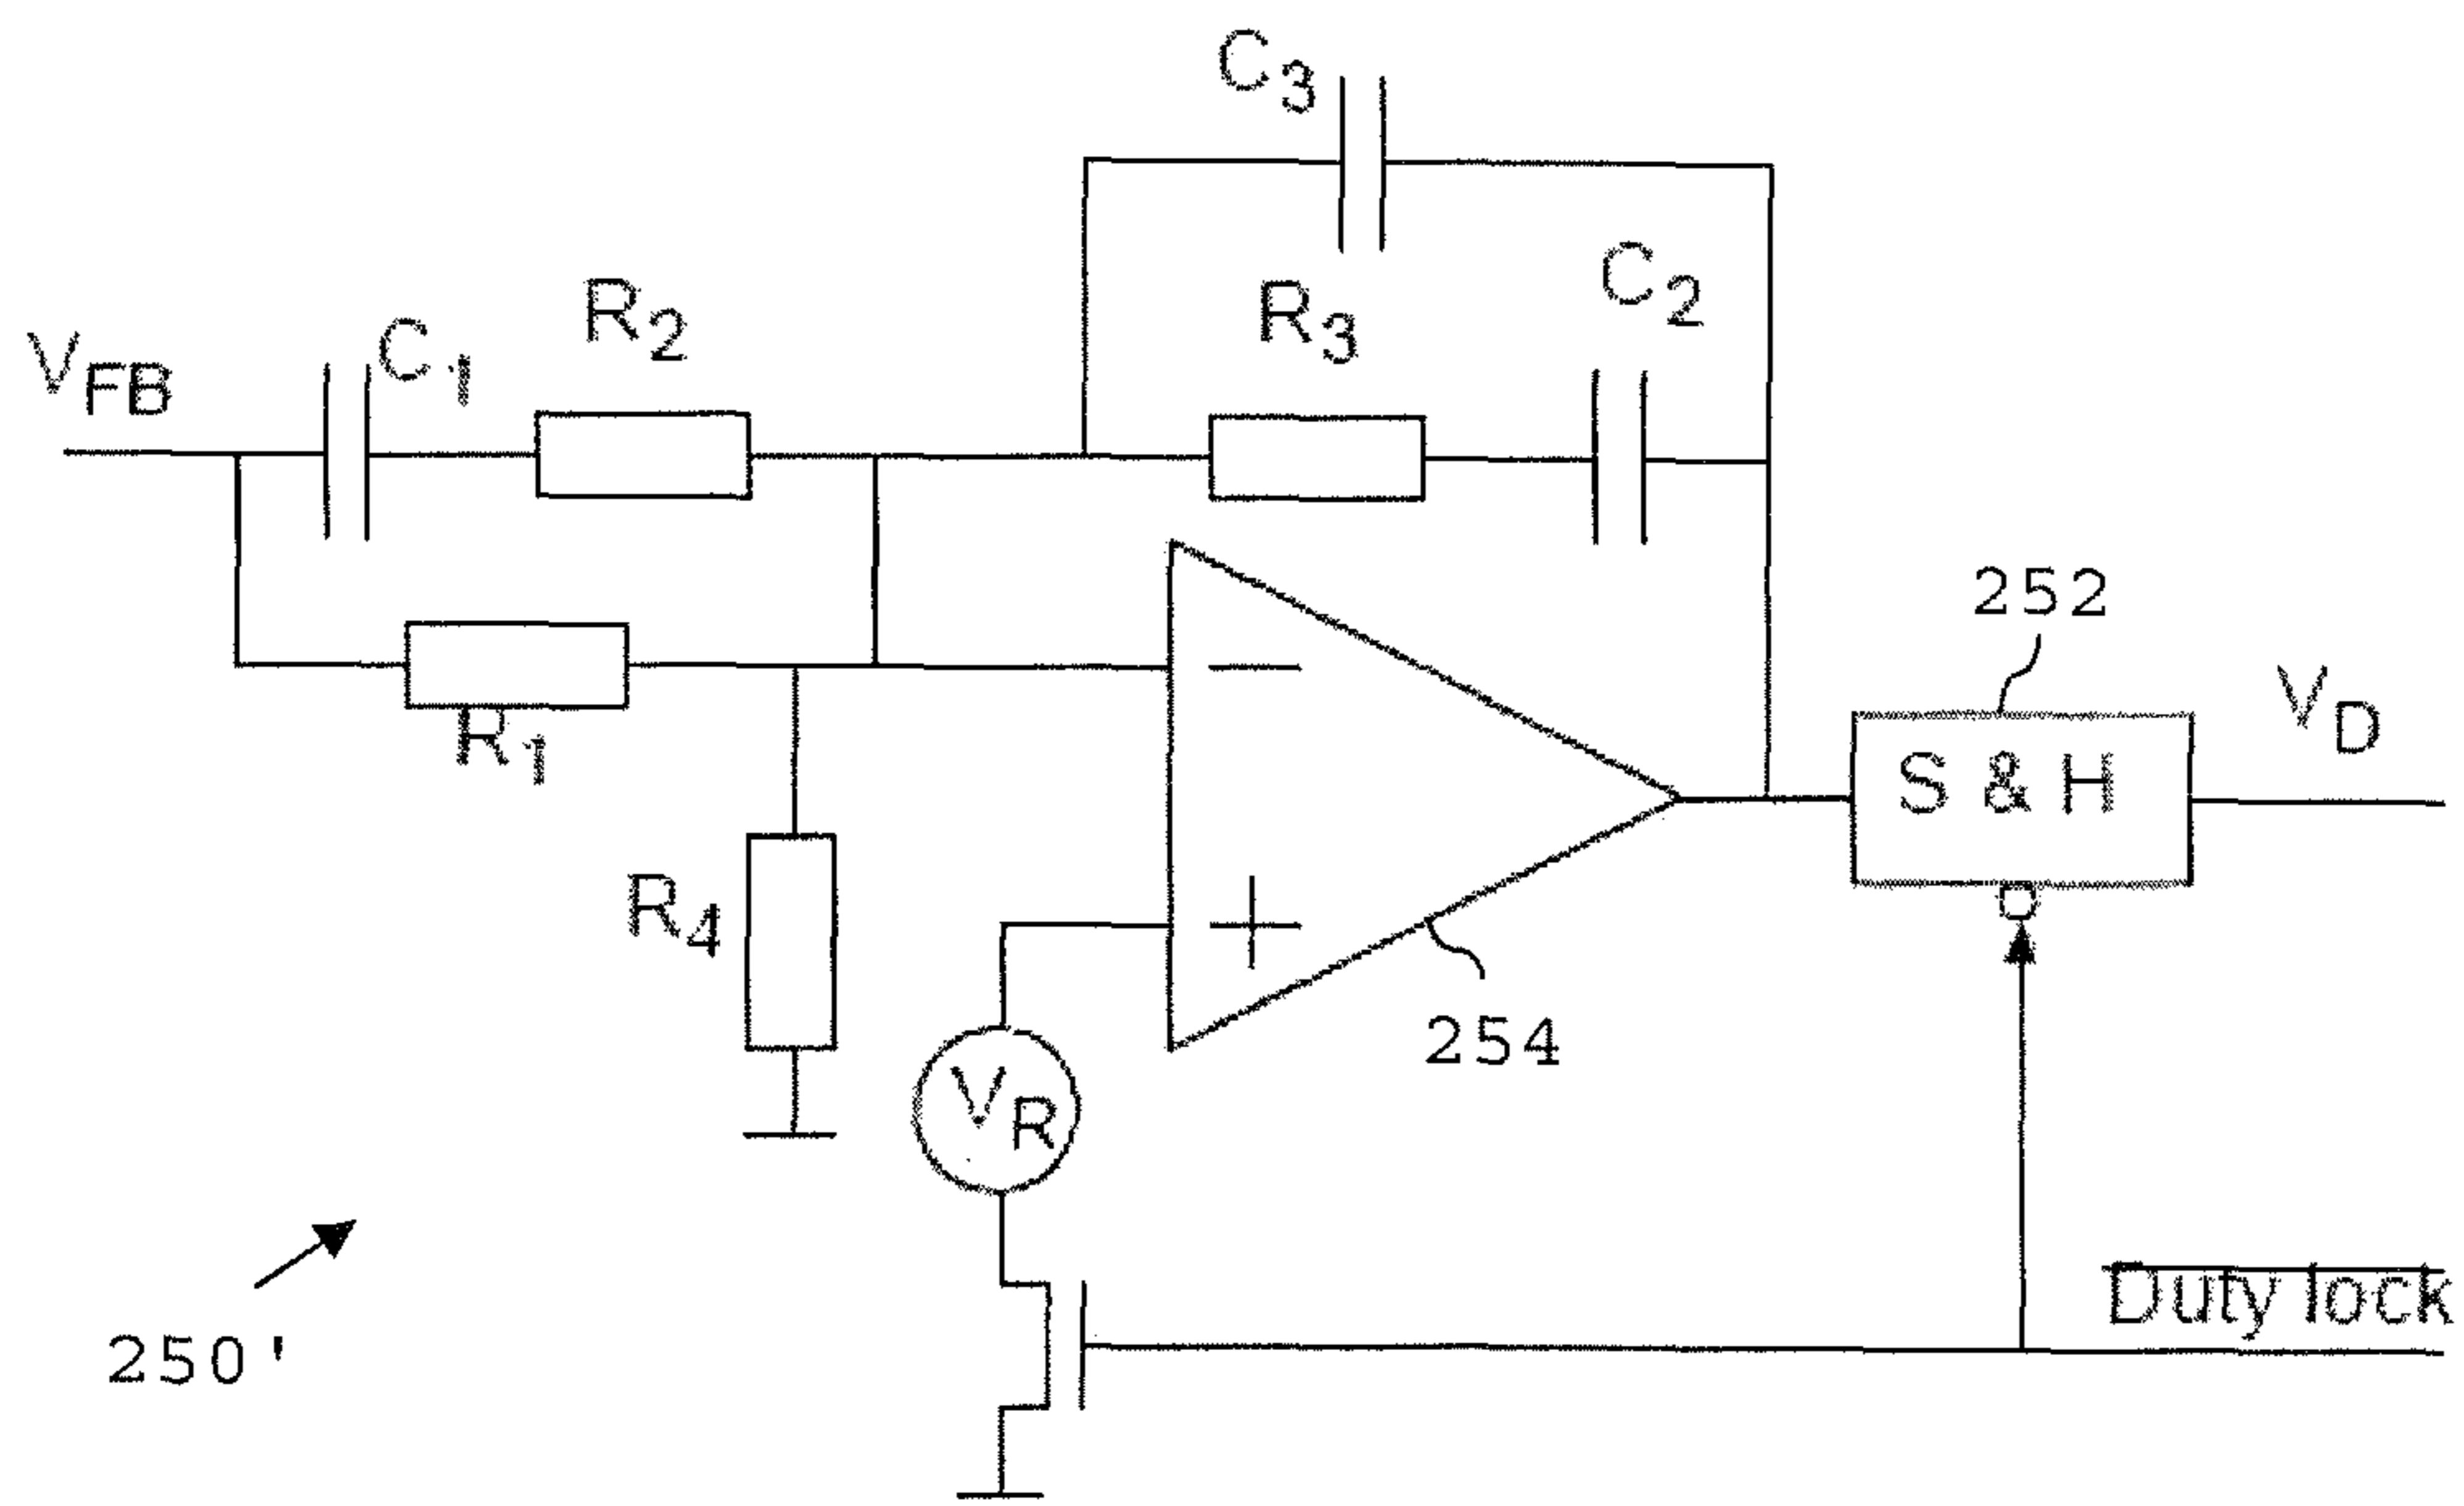 C3
VFB
C1
R2
R3
C2
R1
252
VD
S & H
R4
−
+
254
VR
Duty lock
250'